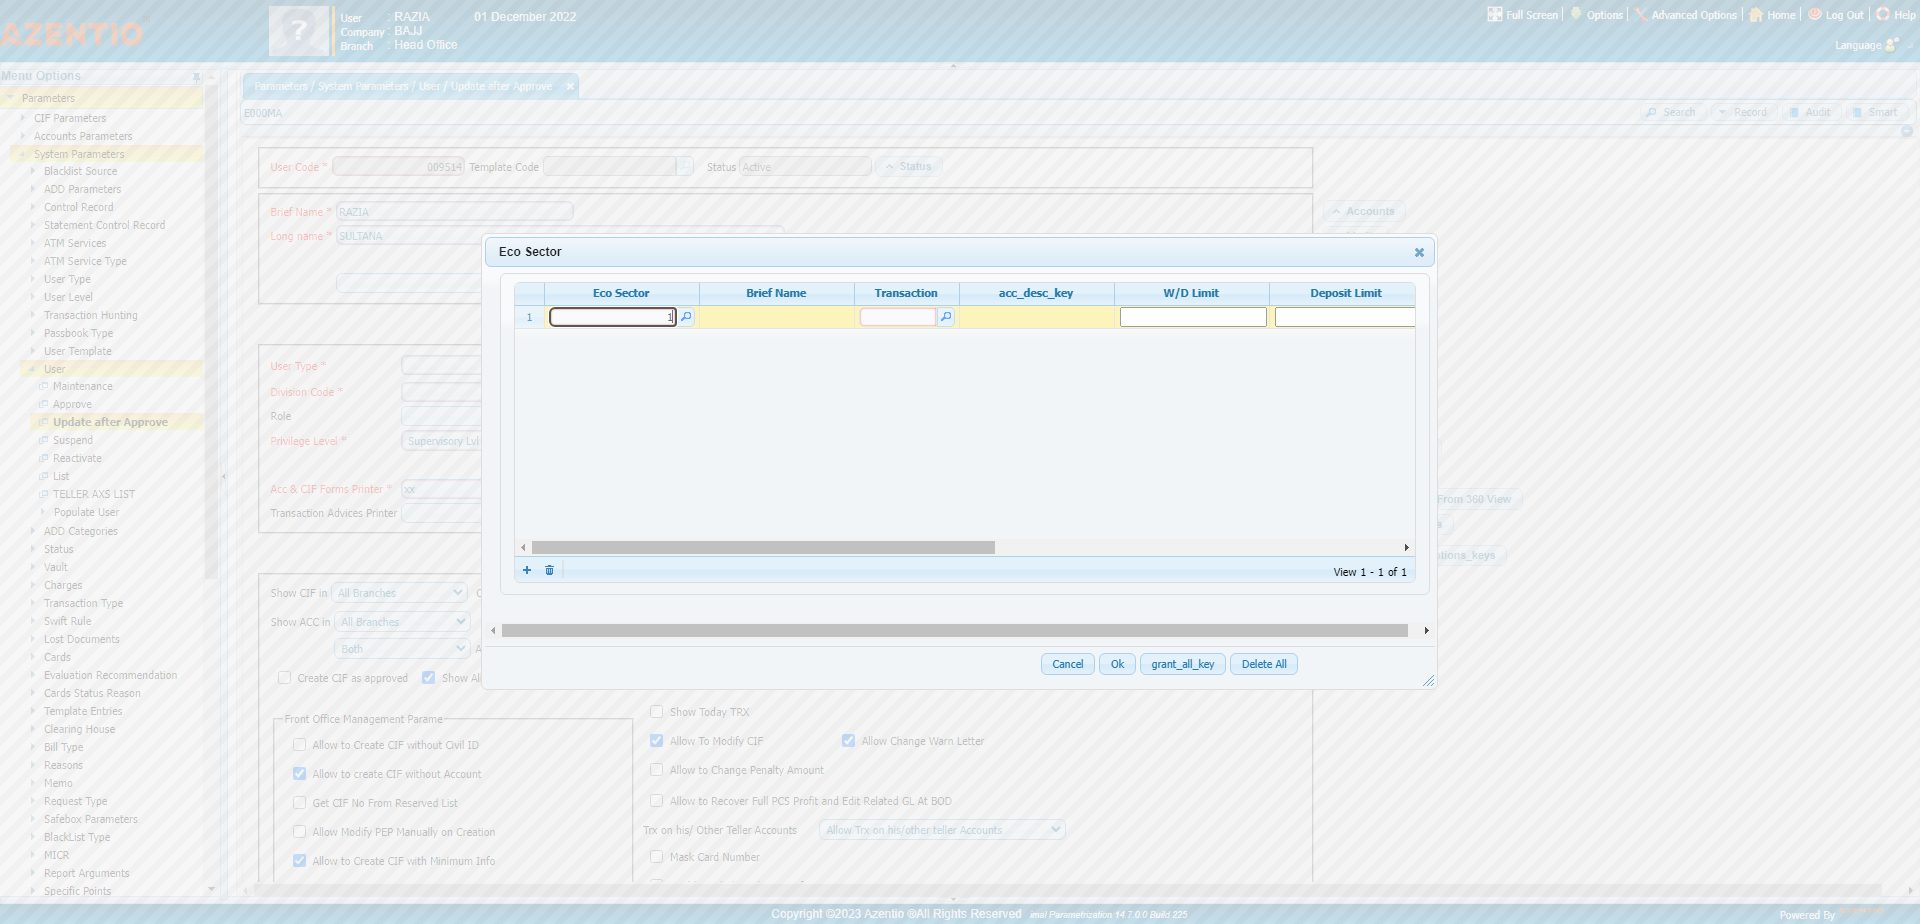 AZENTIO
User : RAZIA 01 December 2022
Company : BAJJ
Branch : Head Office
Full Screen Options Advanced Options Home Log Out Help
Language
Menu Options
Parameters
CIF Parameters
Accounts Parameters
System Parameters
Blacklist Source
ADD Parameters
Control Record
Statement Control Record
ATM Services
ATM Service Type
User Type
User Level
Transaction Hunting
Passbook Type
User Template
User
Maintenance
Approve
Update after Approve
Suspend
Reactivate
List
TELLER AXS LIST
Populate User
ADD Categories
Status
Vault
Charges
Transaction Type
Swift Rule
Lost Documents
Cards
Evaluation Recommendation
Cards Status Reason
Template Entries
Clearing House
Bill Type
Reasons
Memo
Request Type
Safebox Parameters
BlackList Type
MICR
Report Arguments
Specific Points
Parameters / System Parameters / User / Update after Approve
E000MA
Search Record Audit Smart
User Code * 009514 Template Code Status Active Status
Brief Name * RAZIA
Accounts
Long name * SULTANA
Eco Sector
Eco Sector Brief Name Transaction acc_desc_key W/D Limit Deposit Limit
1 1
View 1 - 1 of 1
Cancel Ok grant_all_key Delete All
User Type *
Division Code *
Role
Privilege Level * Supervisory Lvl
Acc & CIF Forms Printer * xx
Transaction Advices Printer
From 360 View
Show CIF in All Branches
Show ACC in All Branches
Both
Create CIF as approved Show
Front Office Management Parame
Allow to Create CIF without Civil ID
Allow to create CIF without Account
Get CIF No From Reserved List
Allow Modify PEP Manually on Creation
Allow to Create CIF with Minimum Info
Show Today TRX
Allow To Modify CIF Allow Change Warn Letter
Allow to Change Penalty Amount
Allow to Recover Full PCS Profit and Edit Related GL At BOD
Trx on his/ Other Teller Accounts Allow Trx on his/other teller Accounts
Mask Card Number
Copyright ©2023 Azentio ®All Rights Reserved imal Parametrization 14.7.0.0 Build 225
Powered By